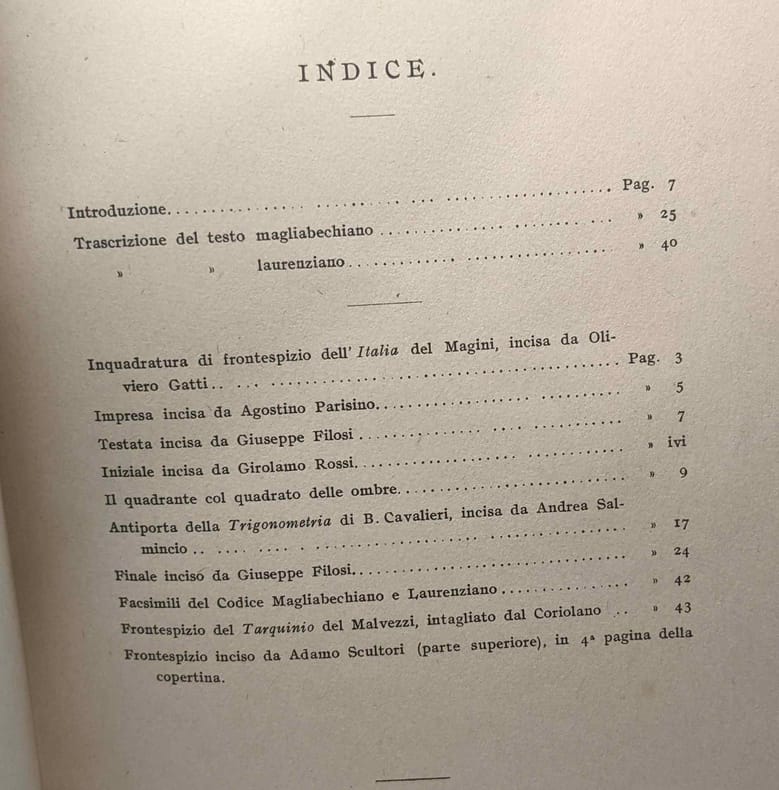 INDICE.
Introduzione. Pag. 7
Trascrizione del testo magliabechiano » 25
» » laurenziano » 40
Inquadratura di frontespizio dell' Italia del Magini, incisa da Oli-
viero Gatti Pag. 3
Impresa incisa da Agostino Parisino. » 5
Testata incisa da Giuseppe Filosi » 7
Iniziale incisa da Girolamo Rossi. » ivi
Il quadrante col quadrato delle ombre. » 9
Antiporta della Trigonometria di B. Cavalieri, incisa da Andrea Sal-
mincio » 17
Finale inciso da Giuseppe Filosi. » 24
Facsimili del Codice Magliabechiano e Laurenziano » 42
Frontespizio del Tarquinio del Malvezzi, intagliato dal Coriolano » 43
Frontespizio inciso da Adamo Scultori (parte superiore), in 4ª pagina della
copertina.